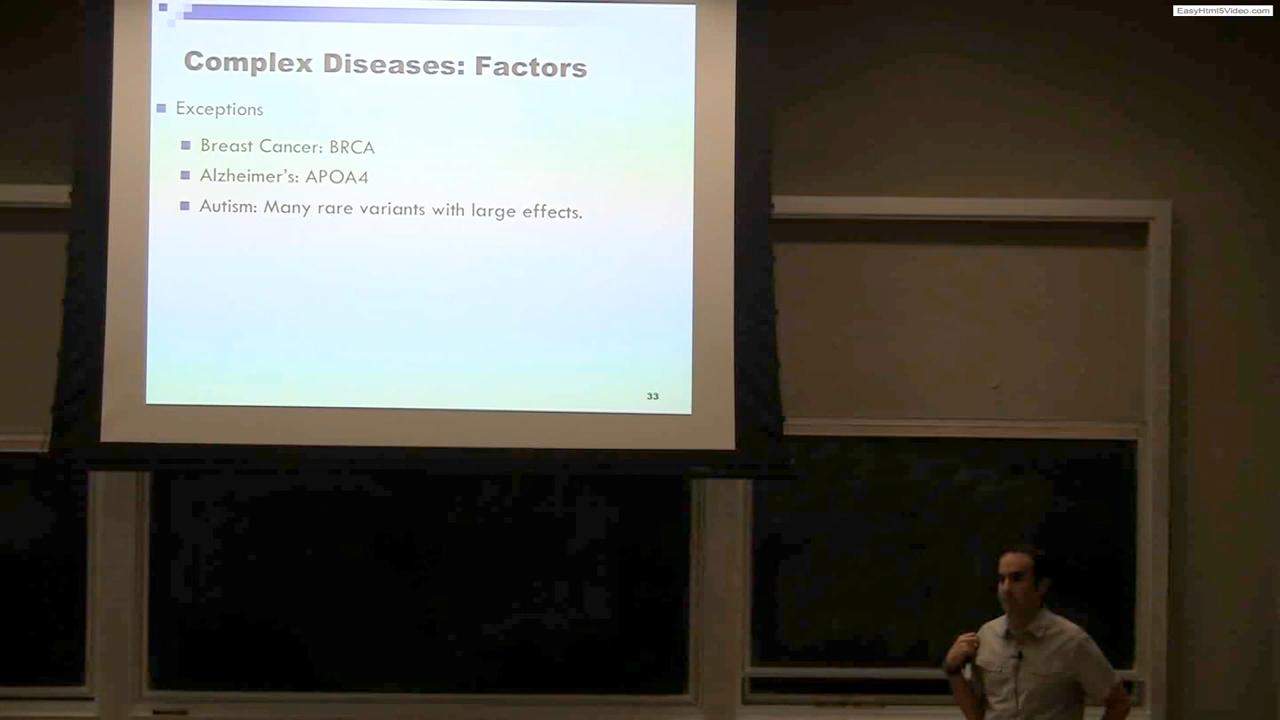 EasyHtml5Video.com
Complex Diseases: Factors
Exceptions
Breast Cancer: BRCA
Alzheimer's: APOA4
Autism: Many rare variants with large effects.
33